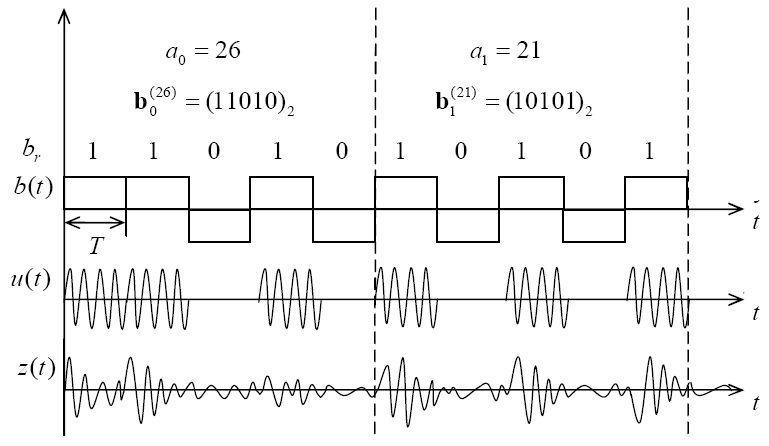 a₀ = 26 a₁ = 21
b₀⁽²⁶⁾ = (11010)₂ b₁⁽²¹⁾ = (10101)₂
bᵣ 1 1 0 1 0 1 0 1 0 1
b(t)
t
T
u(t)
t
z(t)
t